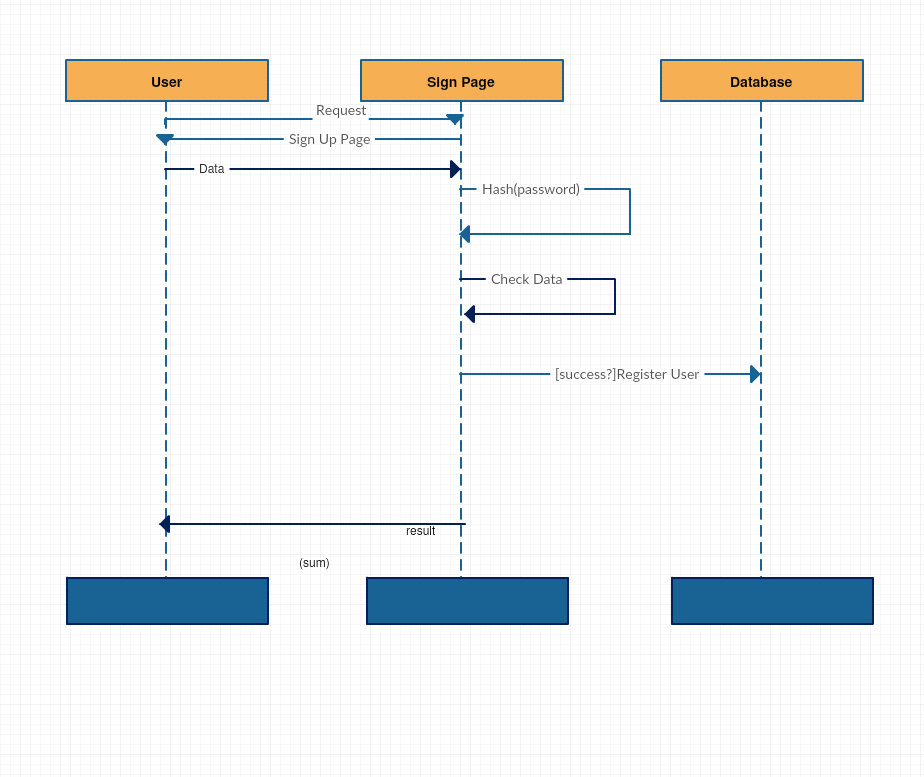 User
Sign Page
Database
Request
Sign Up Page
Data
Hash(password)
Check Data
[success?]Register User
result
(sum)